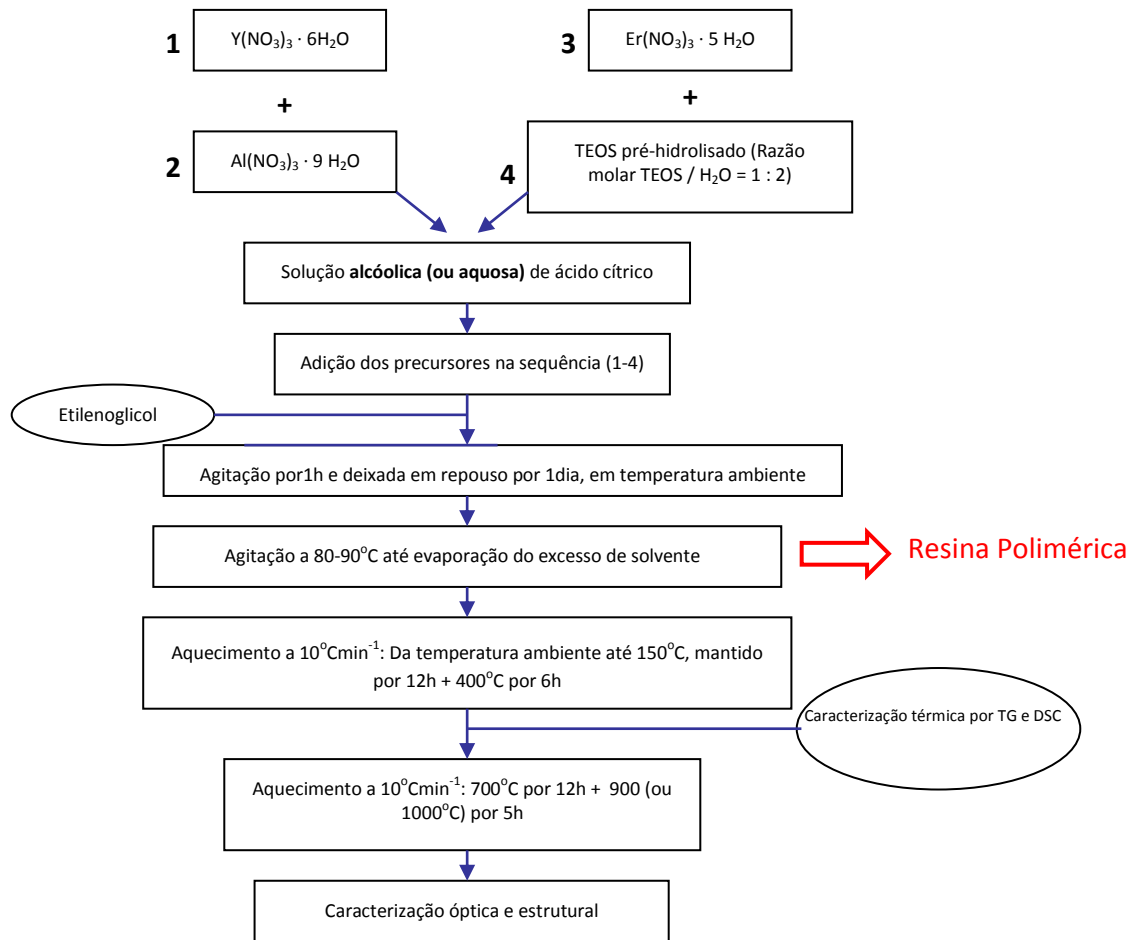 1
Y(NO₃)₃ · 6H₂O
3
Er(NO₃)₃ · 5 H₂O
+
+
2
Al(NO₃)₃ · 9 H₂O
4
TEOS pré-hidrolisado (Razão
molar TEOS / H₂O = 1 : 2)
Solução alcóolica (ou aquosa) de ácido cítrico
Adição dos precursores na sequência (1-4)
Etilenoglicol
Agitação por1h e deixada em repouso por 1dia, em temperatura ambiente
Agitação a 80-90°C até evaporação do excesso de solvente
Resina Polimérica
Aquecimento a 10°Cmin⁻¹: Da temperatura ambiente até 150°C, mantido
por 12h + 400°C por 6h
Caracterização térmica por TG e DSC
Aquecimento a 10°Cmin⁻¹: 700°C por 12h + 900 (ou
1000°C) por 5h
Caracterização óptica e estrutural